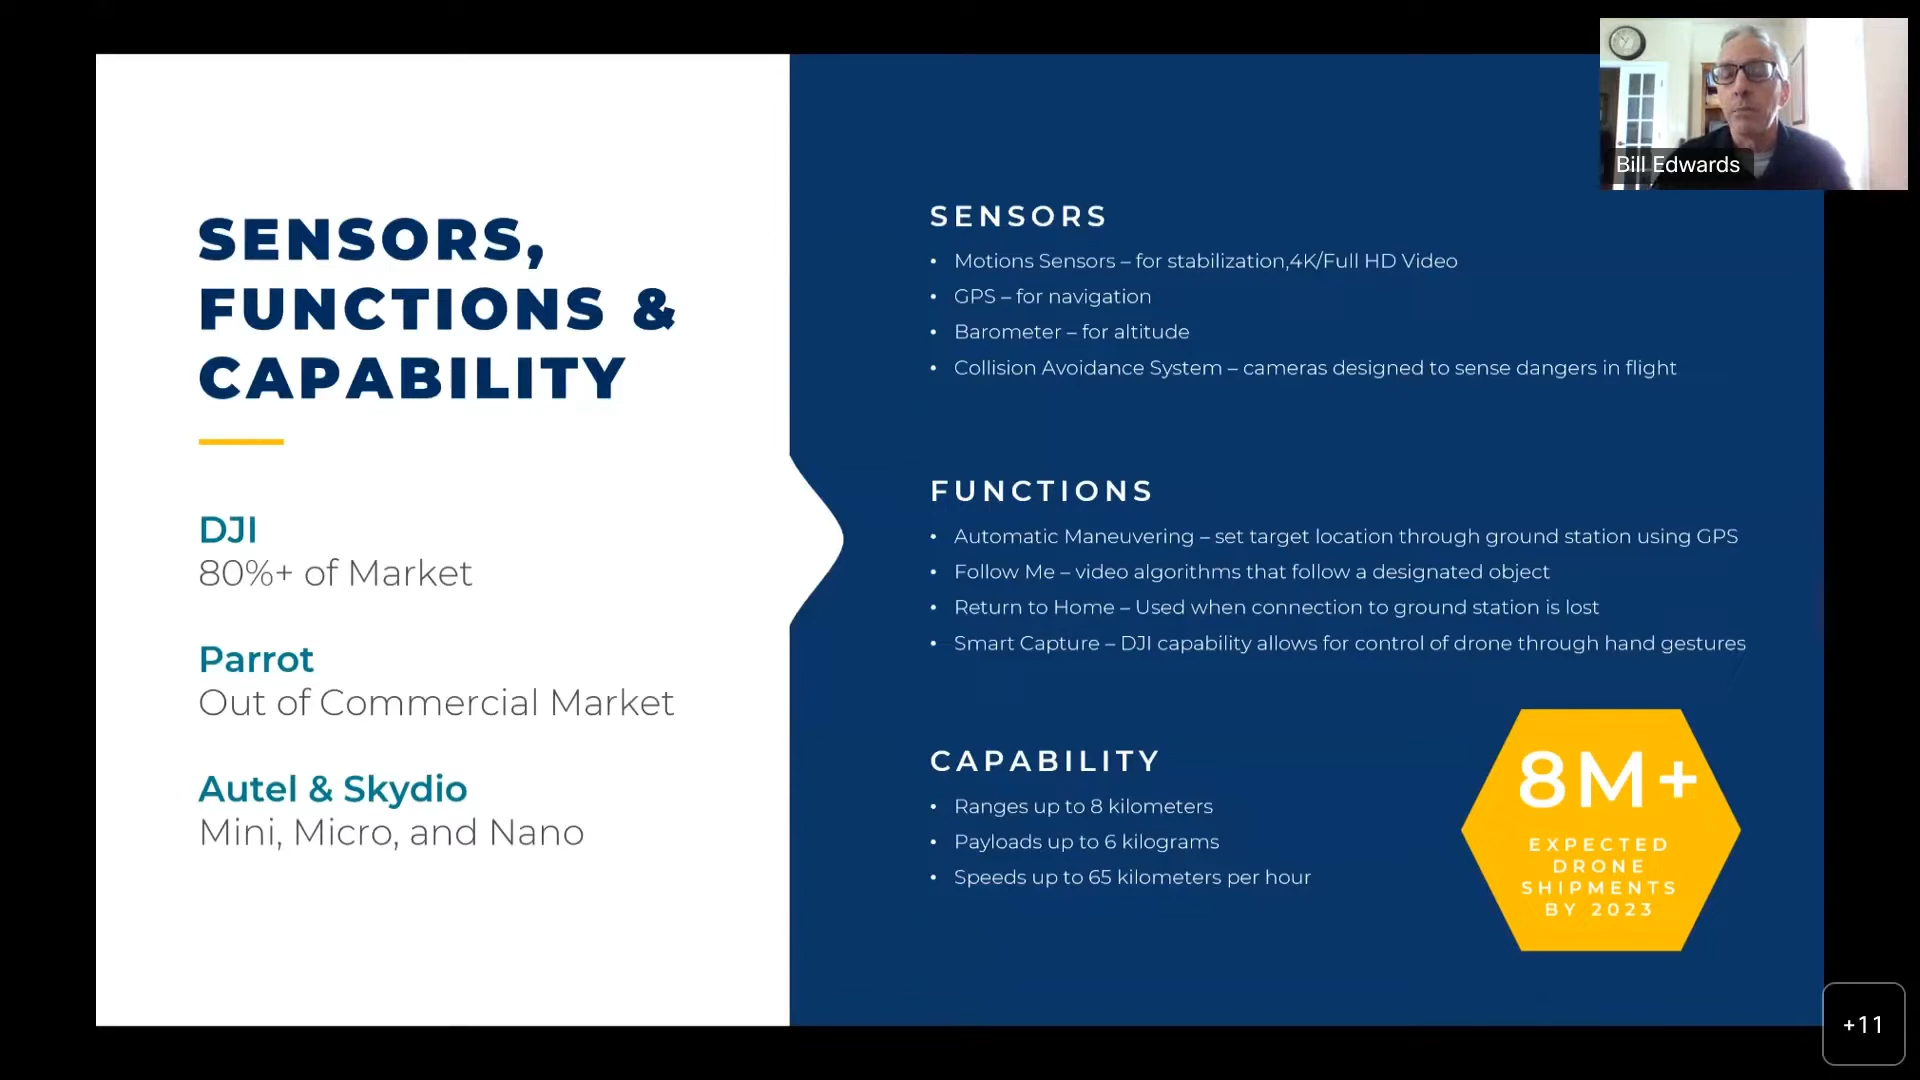 Bill Edwards
SENSORS,
FUNCTIONS &
CAPABILITY
DJI
80%+ of Market
Parrot
Out of Commercial Market
Autel & Skydio
Mini, Micro, and Nano
SENSORS
• Motions Sensors – for stabilization,4K/Full HD Video
• GPS – for navigation
• Barometer – for altitude
• Collision Avoidance System – cameras designed to sense dangers in flight
FUNCTIONS
• Automatic Maneuvering – set target location through ground station using GPS
• Follow Me – video algorithms that follow a designated object
• Return to Home – Used when connection to ground station is lost
• Smart Capture – DJI capability allows for control of drone through hand gestures
CAPABILITY
• Ranges up to 8 kilometers
• Payloads up to 6 kilograms
• Speeds up to 65 kilometers per hour
8M+
EXPECTED
DRONE
SHIPMENTS
BY 2023
+11